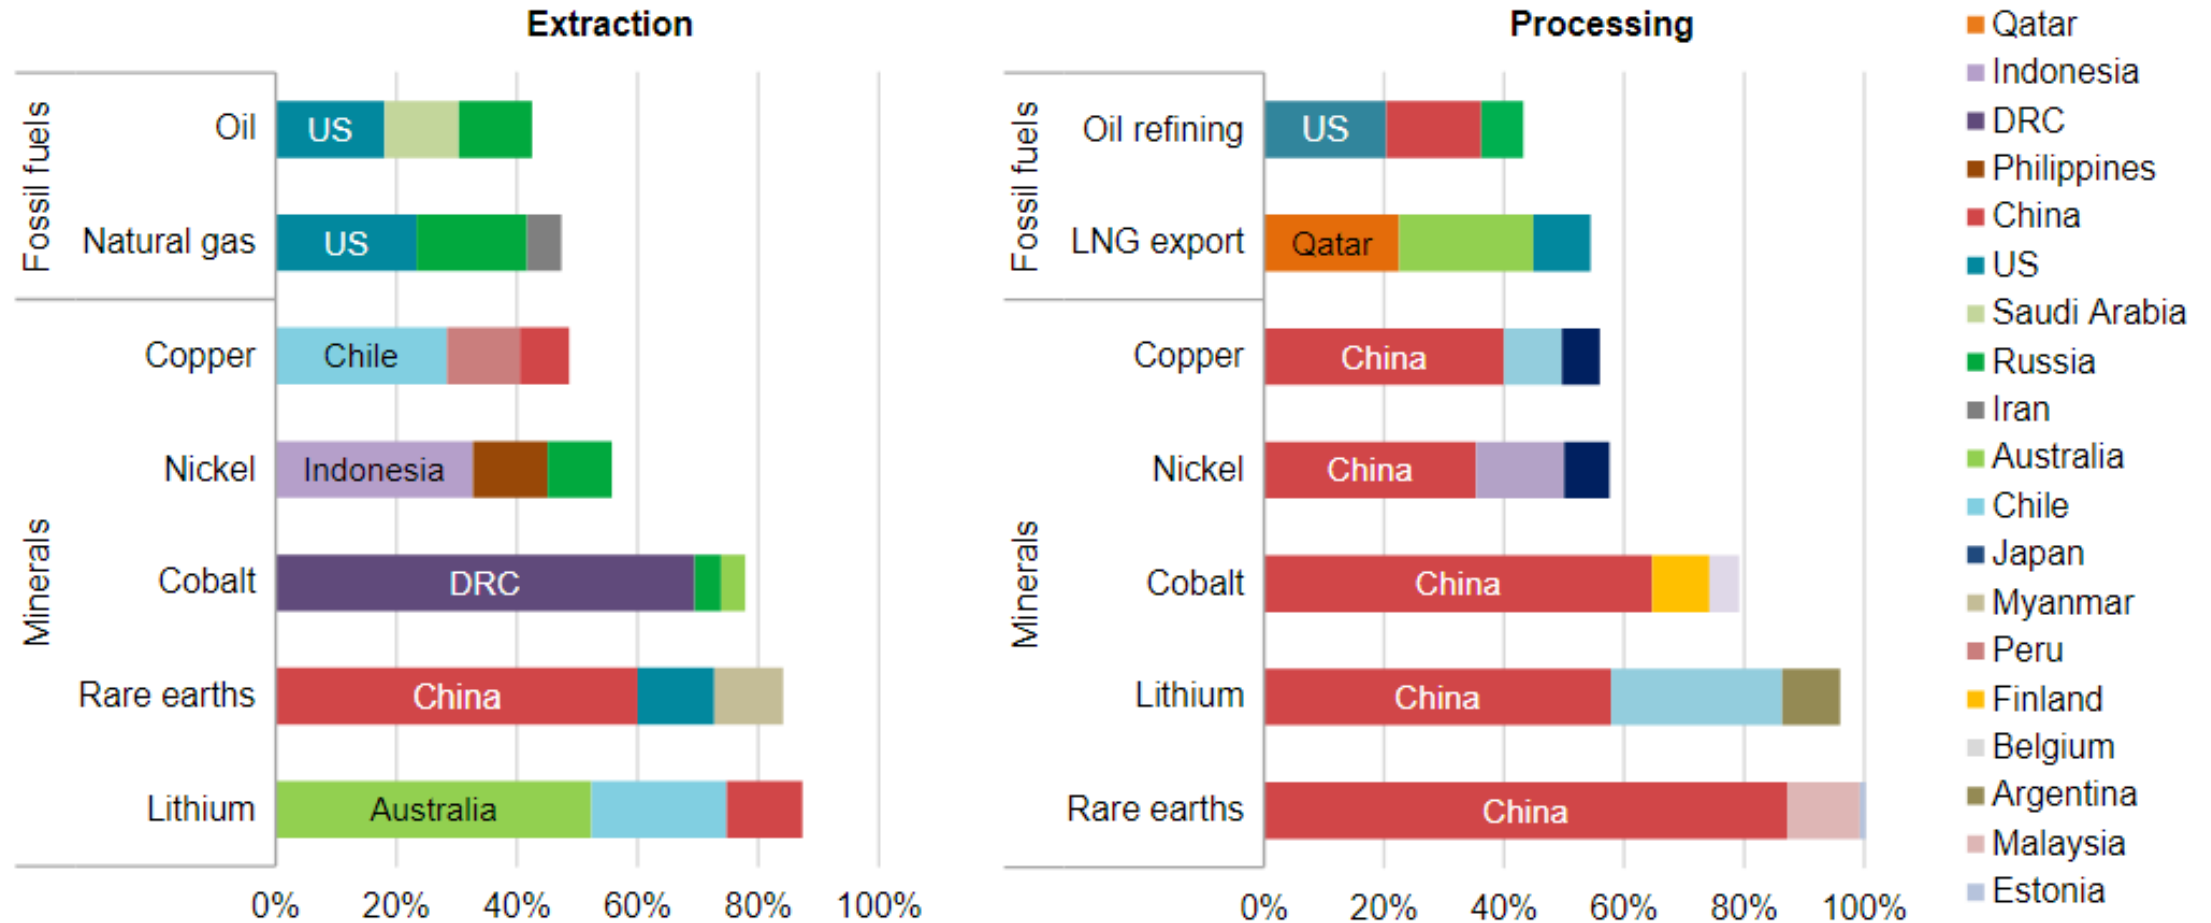 Extraction
Fossil fuels
Oil
US
Natural gas
US
Minerals
Copper
Chile
Nickel
Indonesia
Cobalt
DRC
Rare earths
China
Lithium
Australia
0% 20% 40% 60% 80% 100%
Processing
Fossil fuels
Oil refining
US
LNG export
Qatar
Minerals
Copper
China
Nickel
China
Cobalt
China
Lithium
China
Rare earths
China
0% 20% 40% 60% 80% 100%
Qatar
Indonesia
DRC
Philippines
China
US
Saudi Arabia
Russia
Iran
Australia
Chile
Japan
Myanmar
Peru
Finland
Belgium
Argentina
Malaysia
Estonia